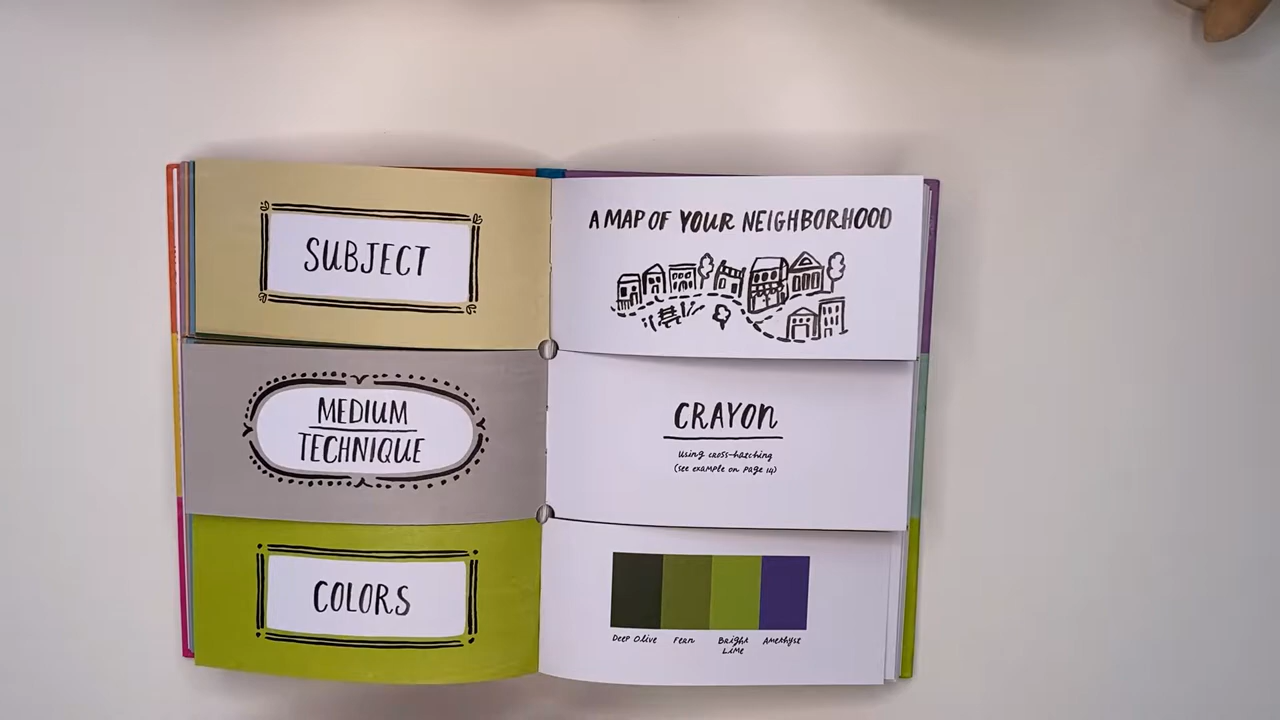 SUBJECT
A MAP OF YOUR NEIGHBORHOOD
MEDIUM
TECHNIQUE
CRAYON
using cross-hatching
(see example on page 14)
COLORS
Deep Olive
Fern
Bright
Lime
Amethyst